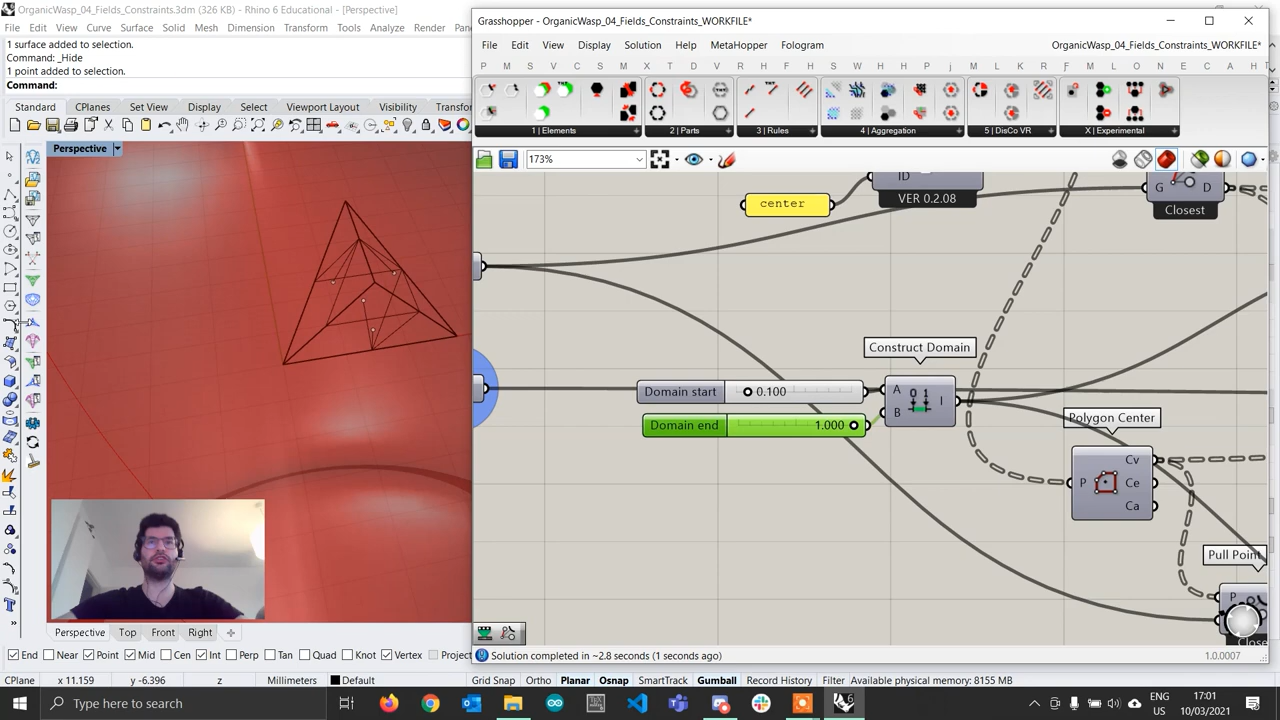 OrganicWasp_04_Fields_Constraints.3dm (326 KB) - Rhino 6 Educational - [Perspective]
File Edit View Curve Surface Solid Mesh Dimension Transform Tools Analyze Render
1 surface added to selection.
Command: _Hide
1 point added to selection.
Command:
Standard CPlanes Set View Display Select Viewport Layout Visibility
Perspective
Perspective Top Front Right
Grasshopper - OrganicWasp_04_Fields_Constraints_WORKFILE*
File Edit View Display Solution Help MetaHopper Fologram
OrganicWasp_04_Fields_Constraints_WORKFILE*
P M S V T S M X T D V R H T S W H H P j M L R F M L O N E C A H
1 | Elements 2 | Parts 3 | Rules 4 | Aggregation 5 | DisCo VR X | Experimental
173%
ID
VER 0.2.08
center
G D
Closest
Construct Domain
Domain start 0.100
Domain end 1.000
A
B
I
Polygon Center
P
Cv
Ce
Ca
Pull Point
P
Solution completed in ~2.8 seconds (1 seconds ago)
1.0.0007
End Near Point Mid Cen Int Perp Tan Quad Knot Vertex Project
CPlane x 11.159 y -6.396 z Millimeters Default Grid Snap Ortho Planar Osnap SmartTrack Gumball Record History Filter Available physical memory: 8155 MB
Type here to search
ENG
US
17:01
10/03/2021